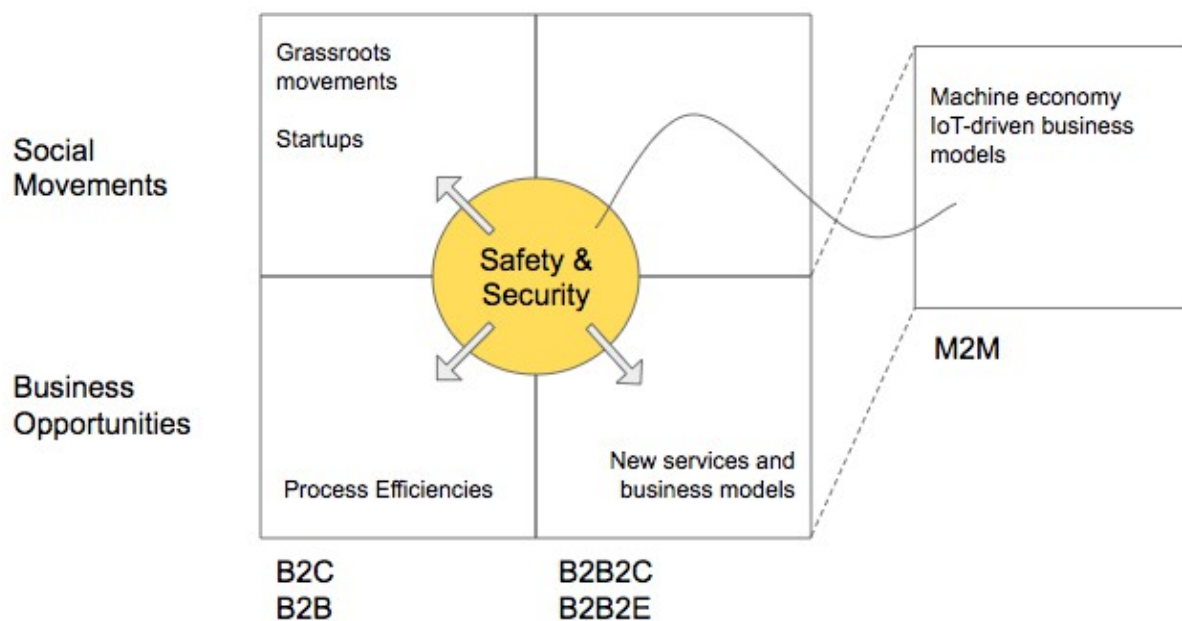 Grassroots
movements
Startups
Machine economy
IoT-driven business
models
Social
Movements
Safety &
Security
M2M
Business
Opportunities
New services and
business models
Process Efficiencies
B2C
B2B
B2B2C
B2B2E